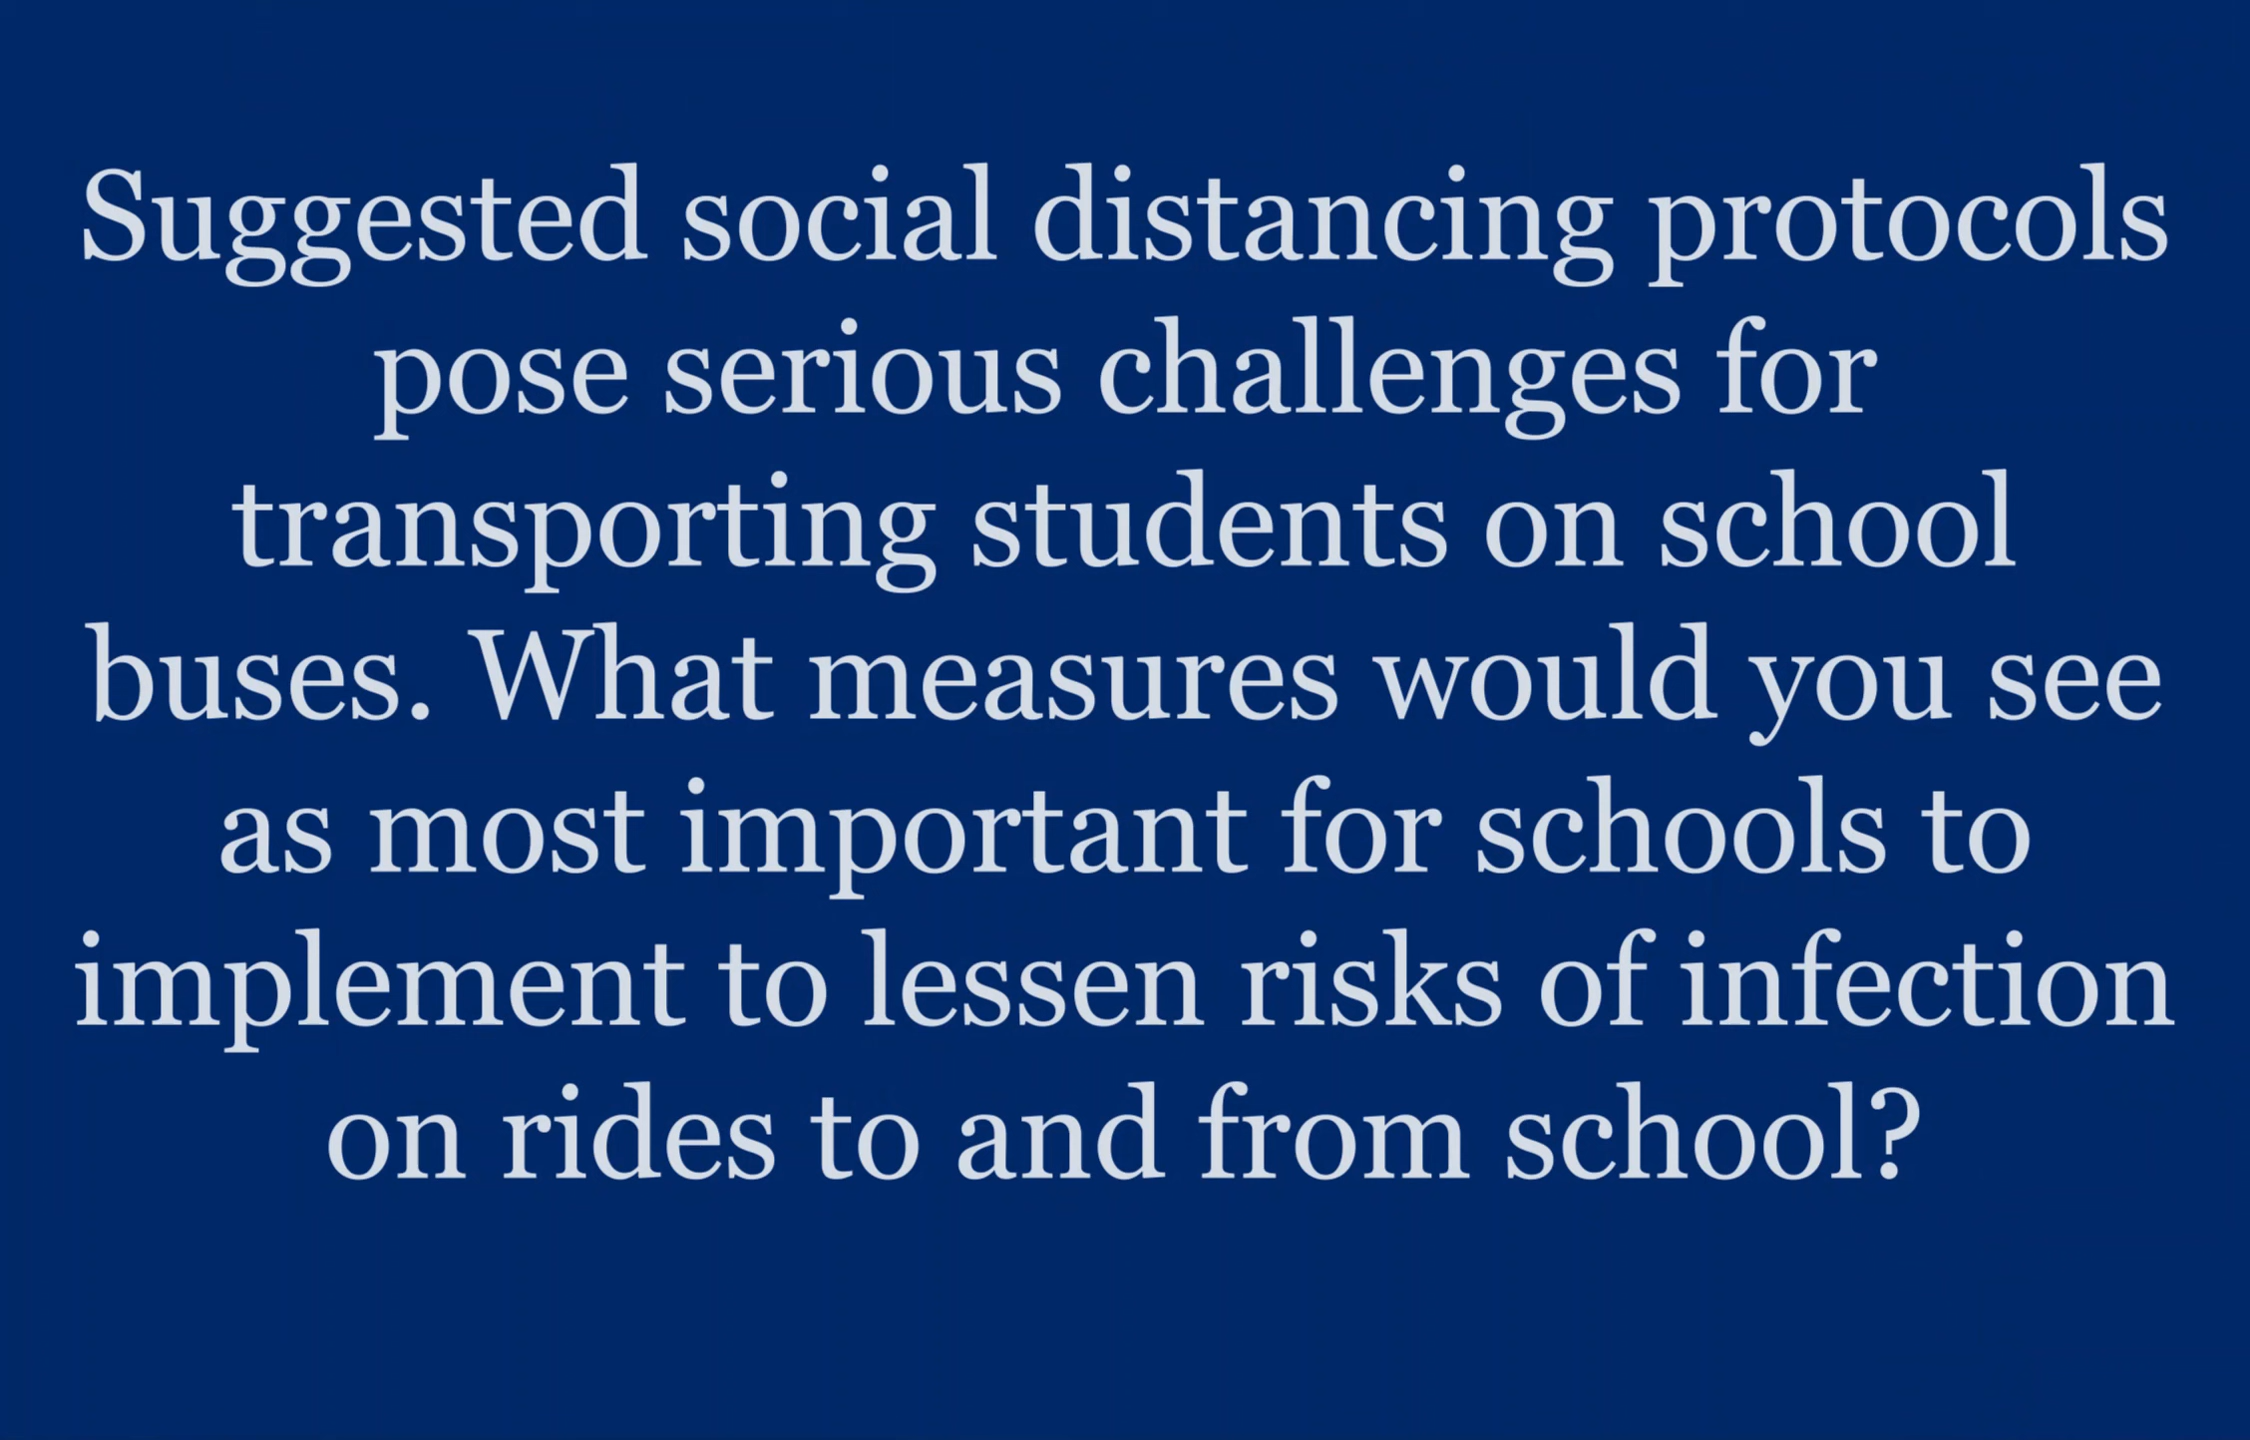 Suggested social distancing protocols
pose serious challenges for
transporting students on school
buses. What measures would you see
as most important for schools to
implement to lessen risks of infection
on rides to and from school?